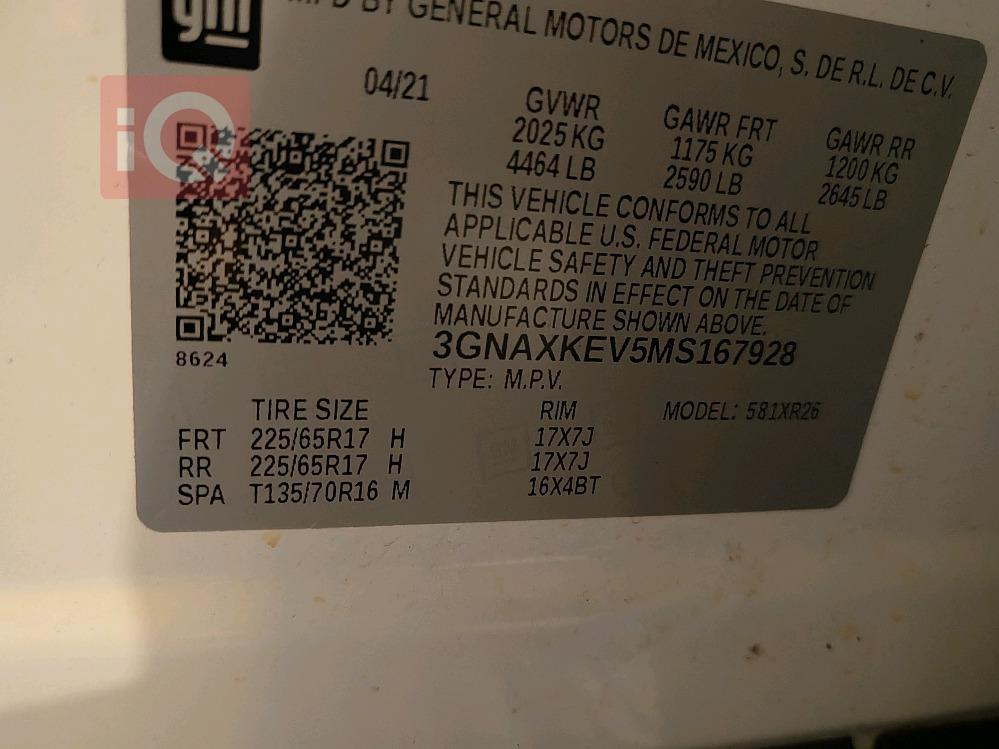 gm
MFD BY GENERAL MOTORS DE MEXICO, S. DE R.L. DE C.V.
04/21
GVWR GAWR FRT GAWR RR
2025 KG 1175 KG 1200 KG
4464 LB 2590 LB 2645 LB
iQ
THIS VEHICLE CONFORMS TO ALL
APPLICABLE U.S. FEDERAL MOTOR
VEHICLE SAFETY AND THEFT PREVENTION
STANDARDS IN EFFECT ON THE DATE OF
MANUFACTURE SHOWN ABOVE.
3GNAXKEV5MS167928
8624
TYPE: M.P.V.
TIRE SIZE RIM MODEL: 581XR26
FRT 225/65R17 H 17X7J
RR 225/65R17 H 17X7J
SPA T135/70R16 M 16X4BT